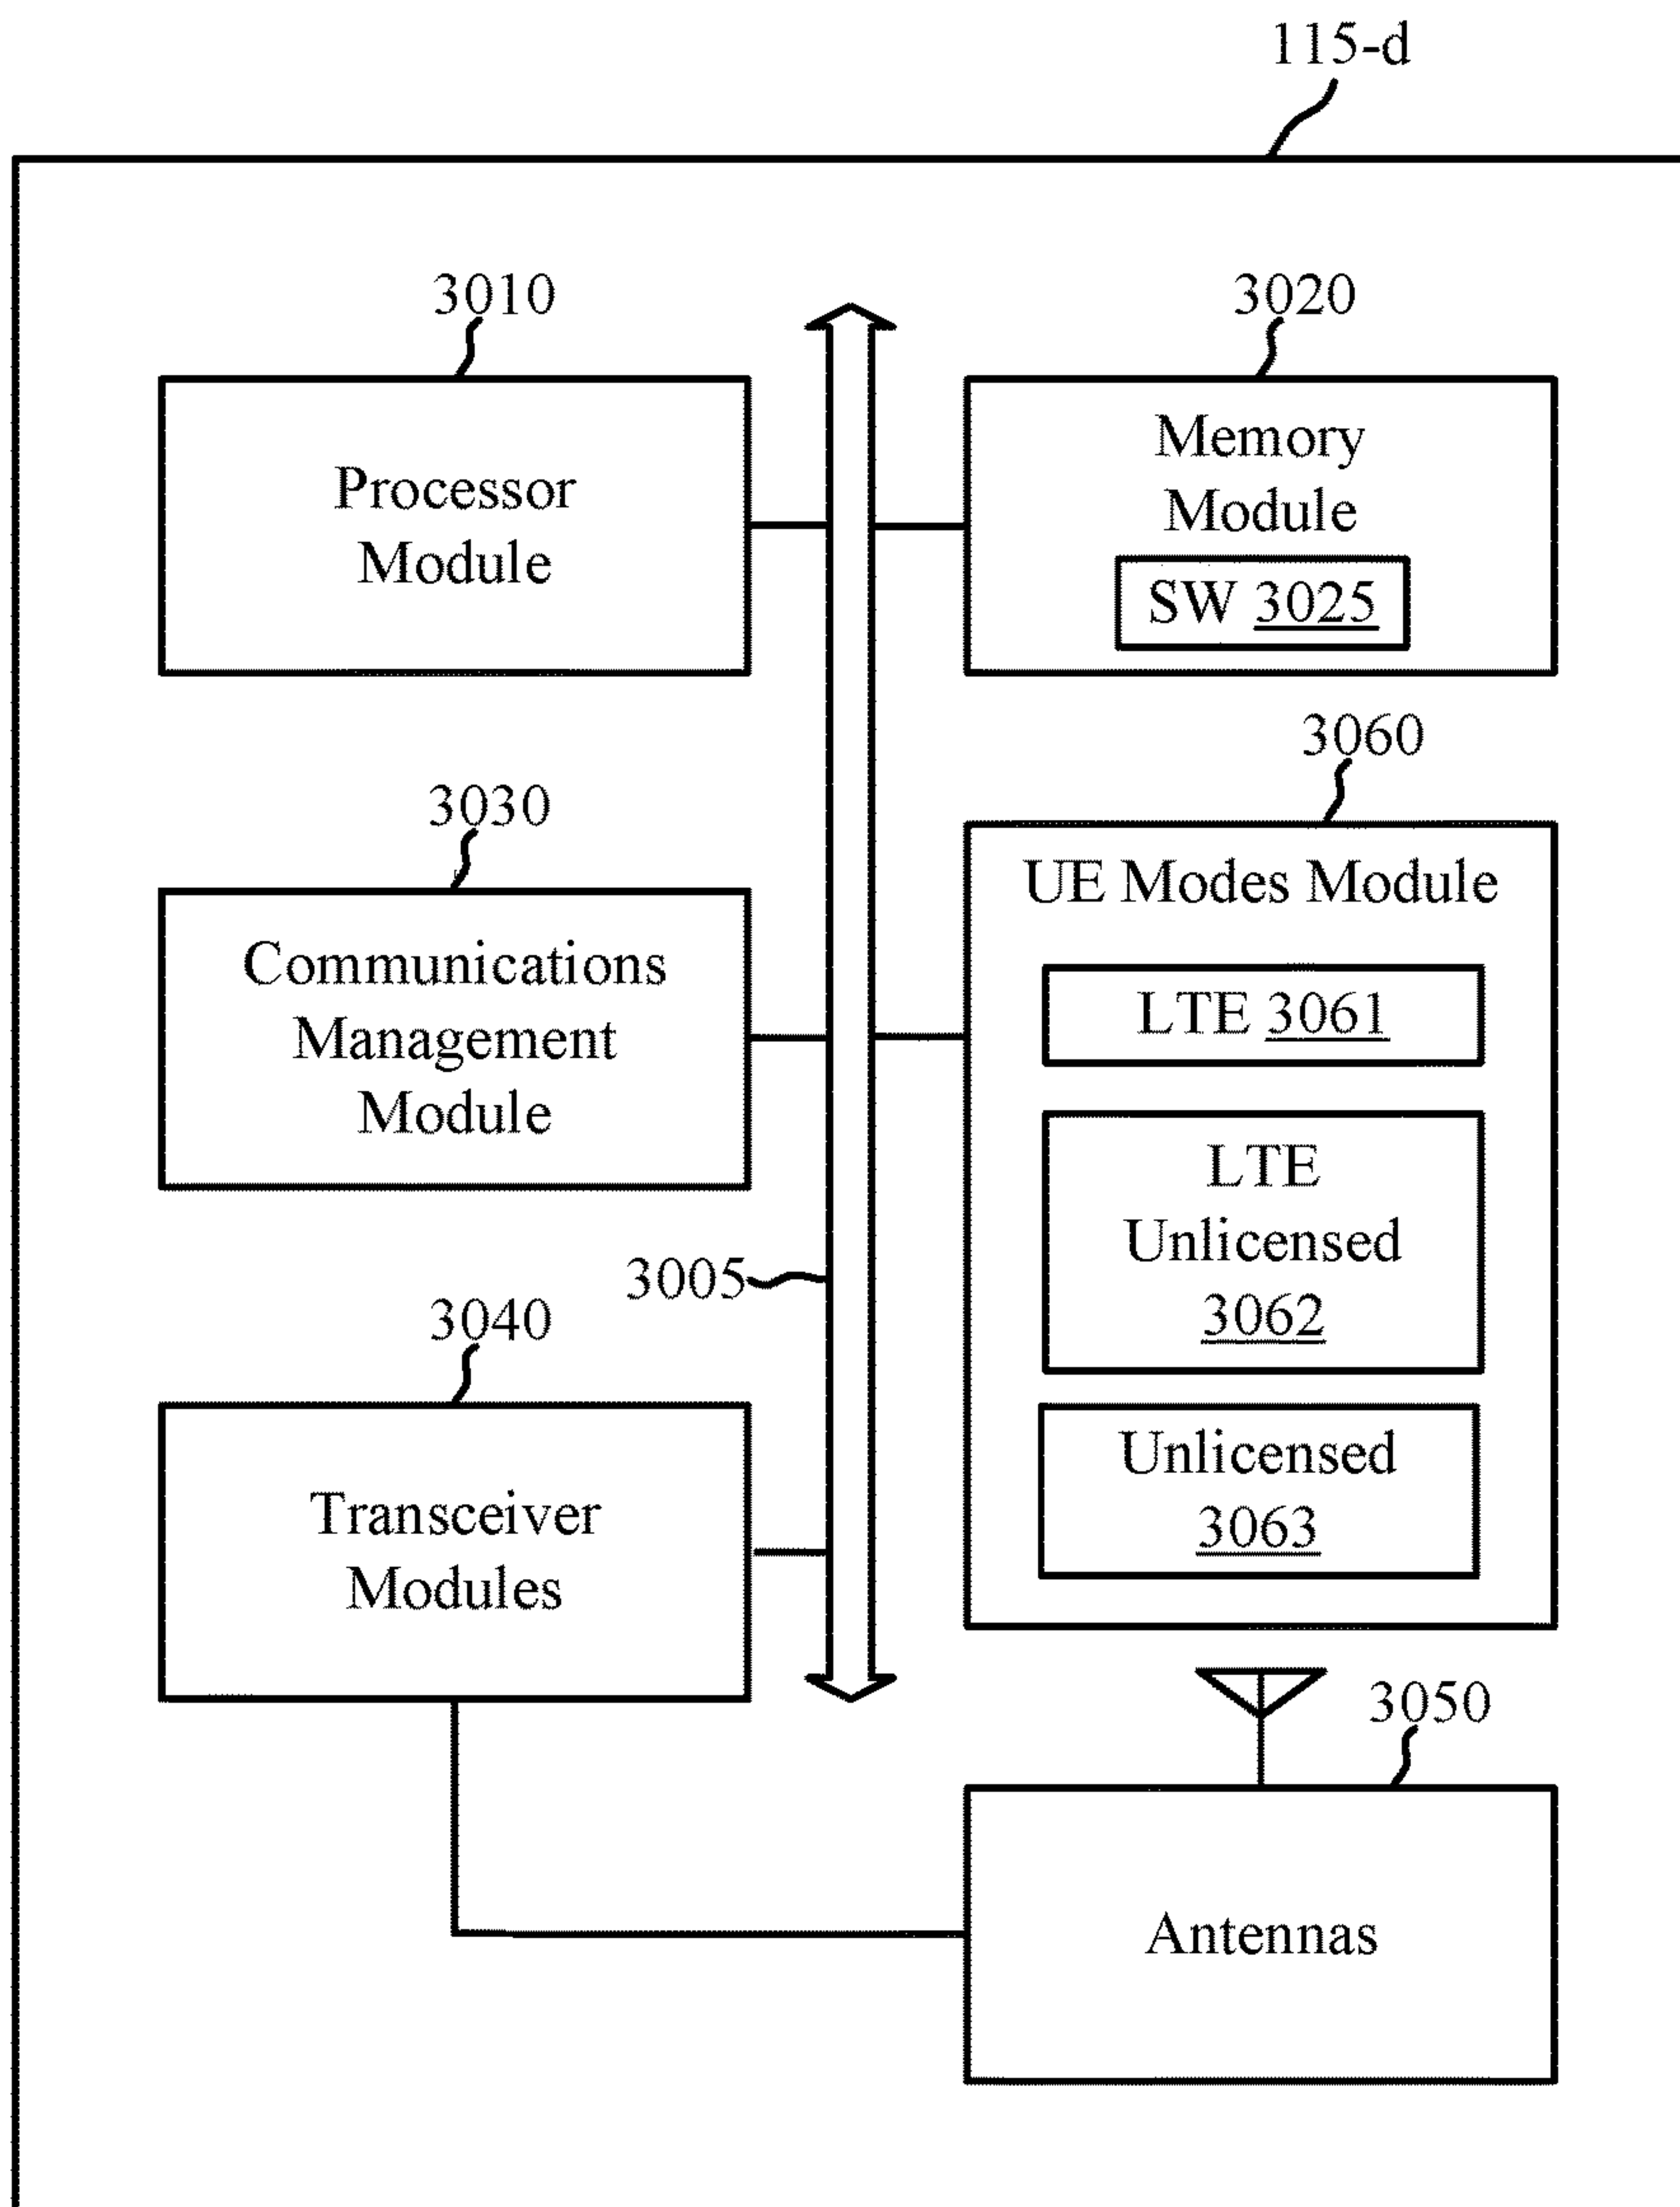 115-d
3010
3020
Processor
Module
Memory
Module
SW 3025
3060
3030
UE Modes Module
Communications
Management
Module
LTE 3061
LTE
Unlicensed
3062
3005
3040
Unlicensed
3063
Transceiver
Modules
3050
Antennas